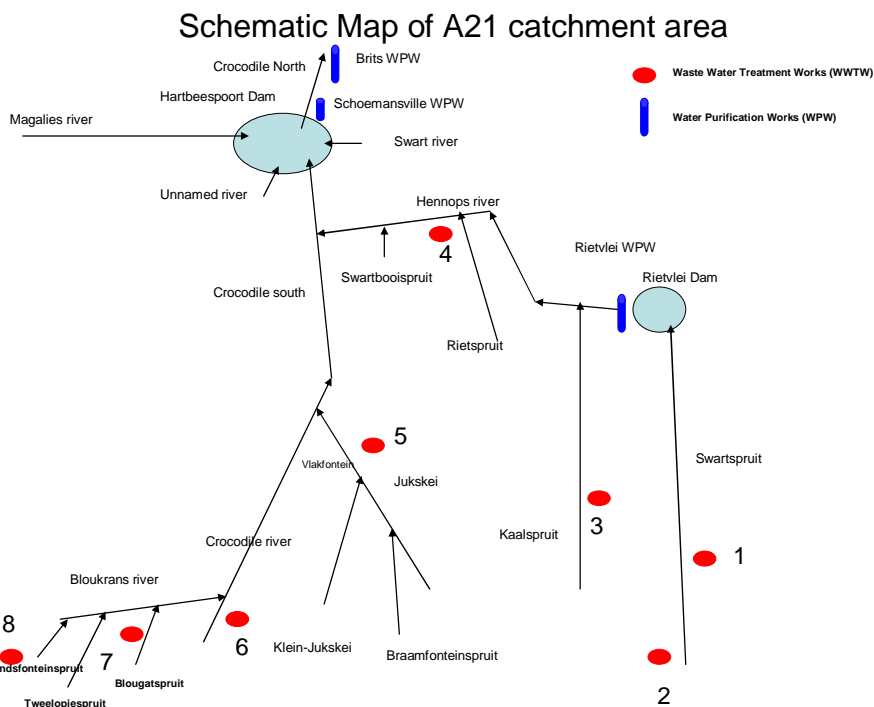 Schematic Map of A21 catchment area
Brits WPW
Crocodile North
Waste Water Treatment Works (WWTW)
Hartbeespoort Dam
Schoemansville WPW
Magalies river
Water Purification Works (WPW)
Swart river
Unnamed river
Hennops river
4
Rietvlei WPW
Swartbooispruit
Rietvlei Dam
Crocodile south
Rietspruit
5
Vlakfontein
Swartspruit
Jukskei
3
Kaalspruit
Crocodile river
1
Bloukrans river
8
7
6
Klein-Jukskei
Braamfonteinspruit
ndsfonteinspruit
Blougatspruit
2
Tweelopiespruit